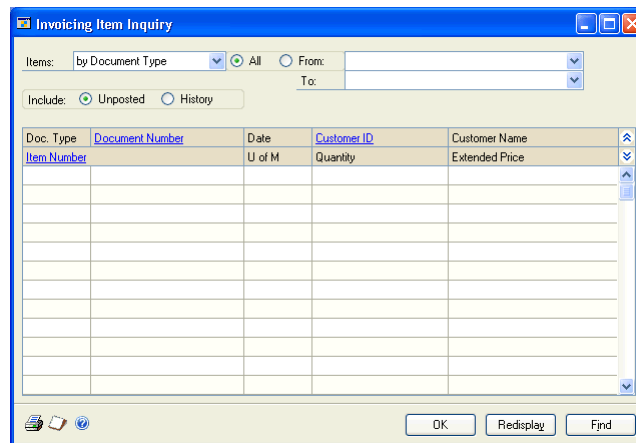 Invoicing Item Inquiry
Items: by Document Type All From:
To:
Include: Unposted History
Doc. Type Document Number Date Customer ID Customer Name
Item Number U of M Quantity Extended Price
OK Redisplay Find